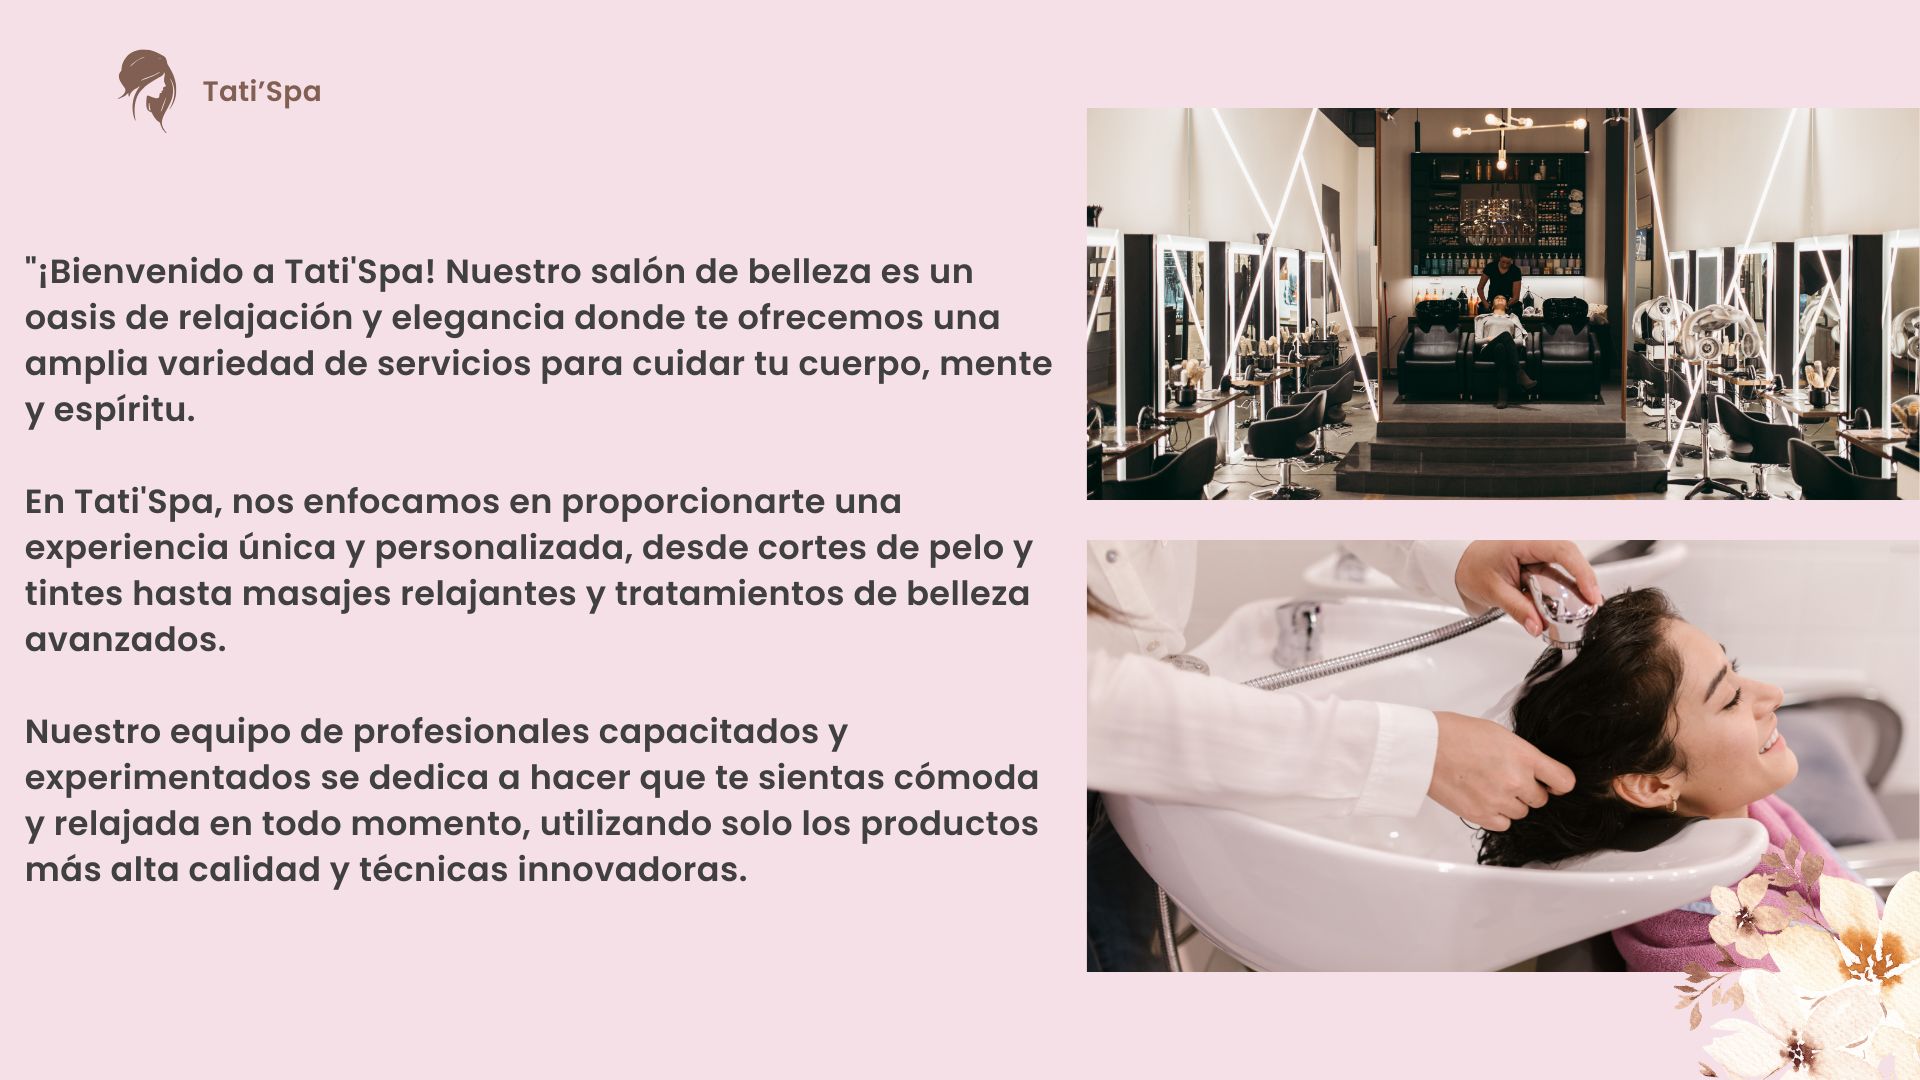 Tati’Spa
"¡Bienvenido a Tati'Spa! Nuestro salón de belleza es un
oasis de relajación y elegancia donde te ofrecemos una
amplia variedad de servicios para cuidar tu cuerpo, mente
y espíritu.
En Tati'Spa, nos enfocamos en proporcionarte una
experiencia única y personalizada, desde cortes de pelo y
tintes hasta masajes relajantes y tratamientos de belleza
avanzados.
Nuestro equipo de profesionales capacitados y
experimentados se dedica a hacer que te sientas cómoda
y relajada en todo momento, utilizando solo los productos
más alta calidad y técnicas innovadoras.